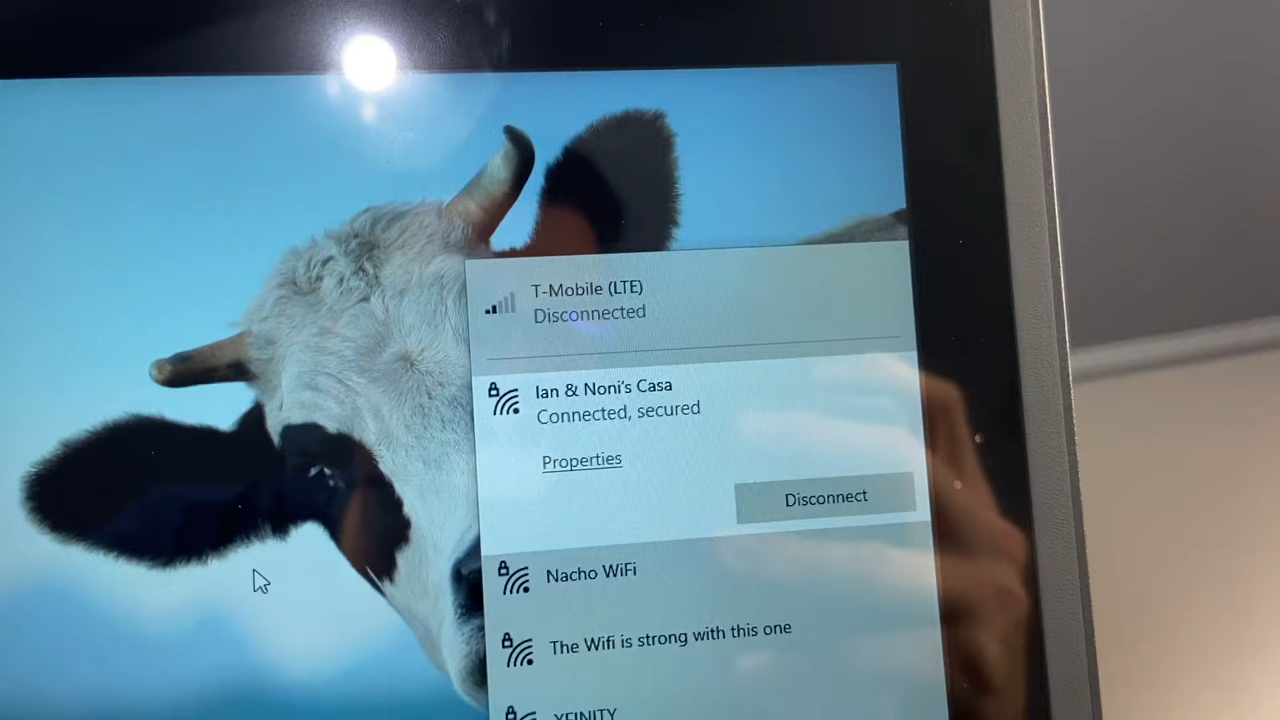 T-Mobile (LTE)
Disconnected
Ian & Noni's Casa
Connected, secured
Properties
Disconnect
Nacho WiFi
The Wifi is strong with this one
XFINITY